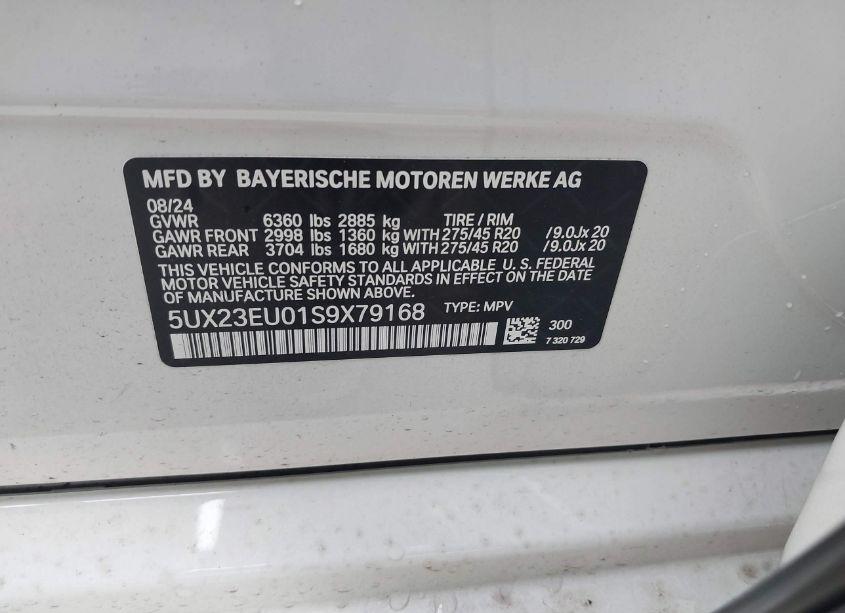 MFD BY BAYERISCHE MOTOREN WERKE AG
08/24
GVWR 6360 lbs 2885 kg TIRE / RIM
GAWR FRONT 2998 lbs 1360 kg WITH 275/45 R20 /9.0Jx 20
GAWR REAR 3704 lbs 1680 kg WITH 275/45 R20 /9.0Jx 20
THIS VEHICLE CONFORMS TO ALL APPLICABLE U. S. FEDERAL
MOTOR VEHICLE SAFETY STANDARDS IN EFFECT ON THE DATE
OF MANUFACTURE SHOWN ABOVE.
5UX23EU01S9X79168 TYPE: MPV
300
7 320 729